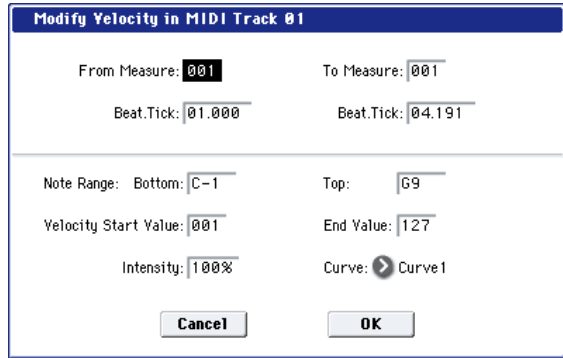 Modify Velocity in MIDI Track 01
From Measure: 001 To Measure: 001
Beat.Tick: 01.000 Beat.Tick: 04.191
Note Range: Bottom: C-1 Top: G9
Velocity Start Value: 001 End Value: 127
Intensity: 100% Curve: Curve1
Cancel OK